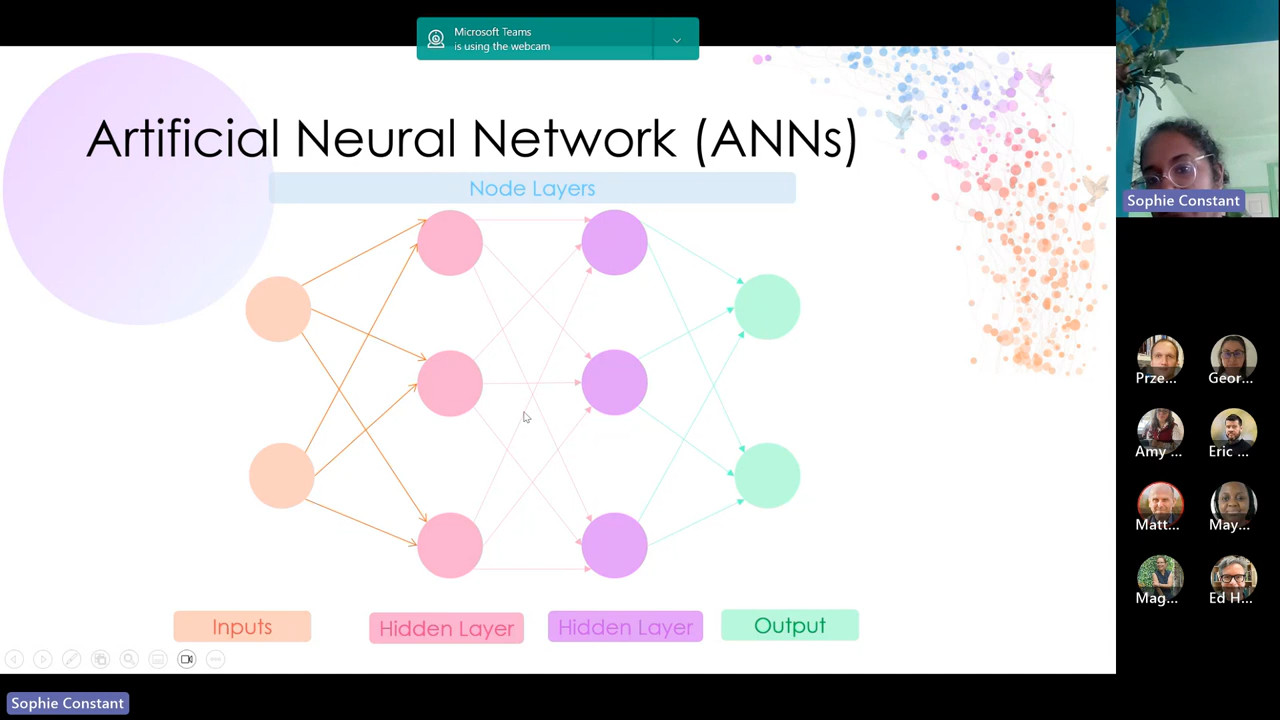 Microsoft Teams
is using the webcam
Artificial Neural Network (ANNs)
Node Layers
Sophie Constant
Prze...
Geor...
Amy ...
Eric ...
Matt...
May...
Mag...
Ed H...
Inputs
Hidden Layer
Hidden Layer
Output
Sophie Constant